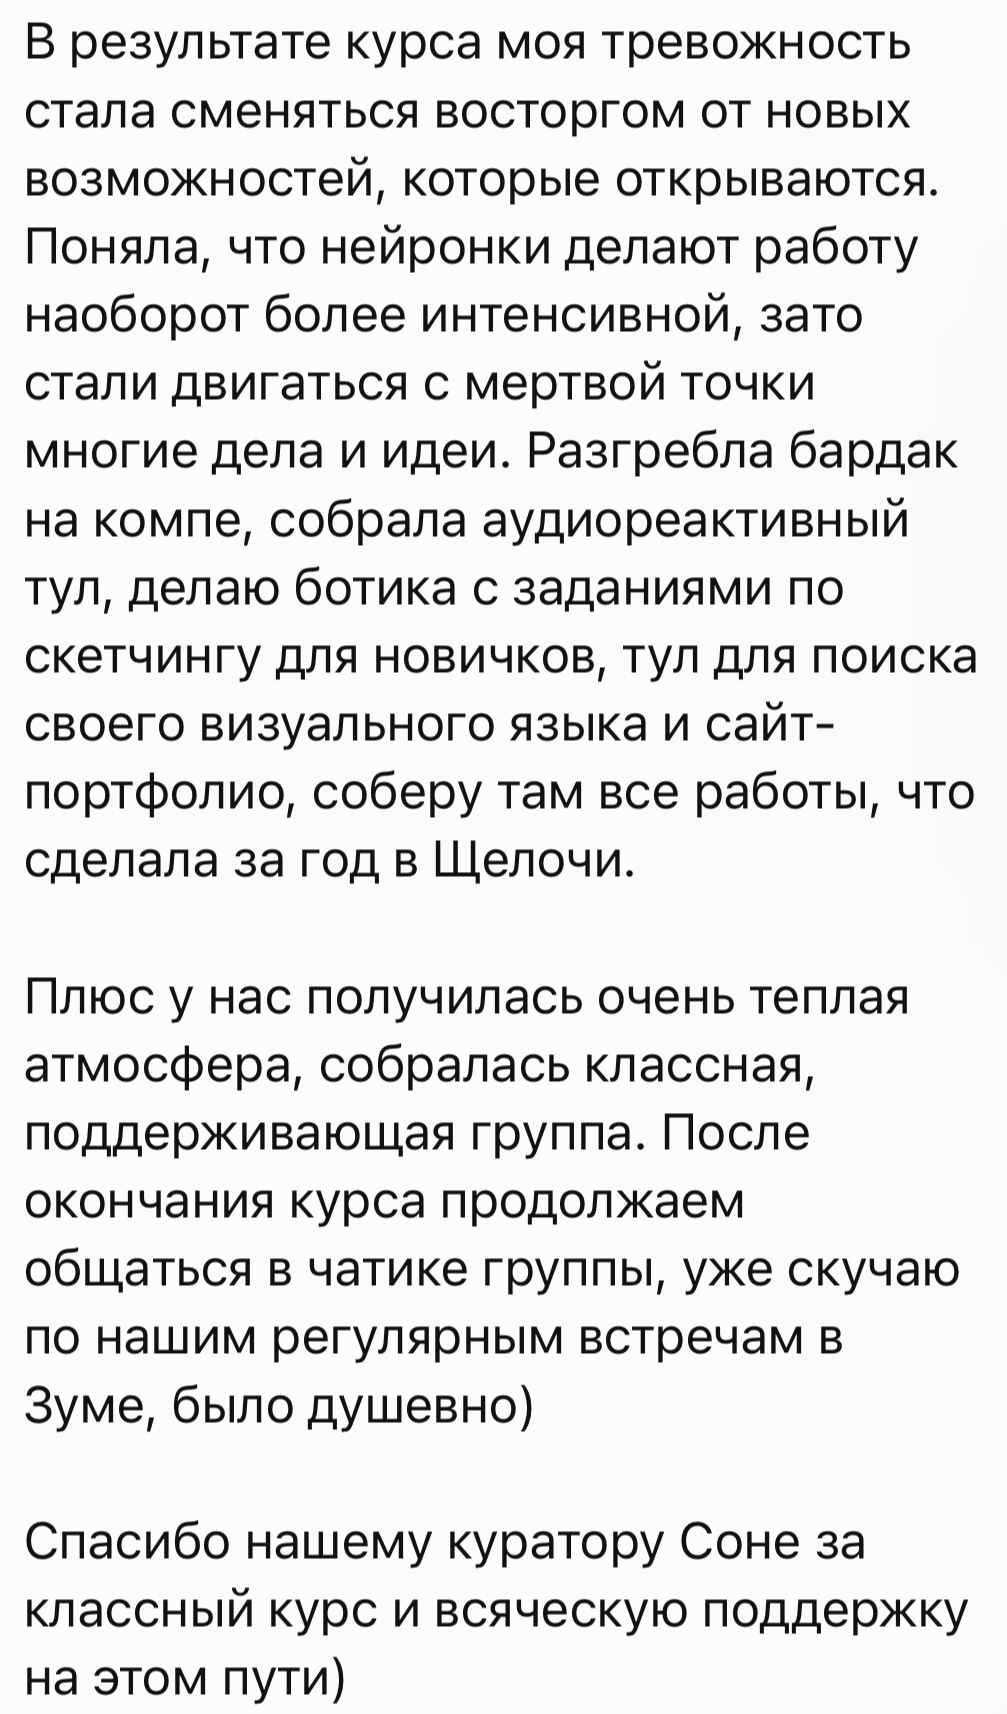 В результате курса моя тревожность
стала сменяться восторгом от новых
возможностей, которые открываются.
Поняла, что нейронки делают работу
наоборот более интенсивной, зато
стали двигаться с мертвой точки
многие дела и идеи. Разгребла бардак
на компе, собрала аудиореактивный
тул, делаю ботика с заданиями по
скетчингу для новичков, тул для поиска
своего визуального языка и сайт-
портфолио, соберу там все работы, что
сделала за год в Щелочи.

Плюс у нас получилась очень теплая
атмосфера, собралась классная,
поддерживающая группа. После
окончания курса продолжаем
общаться в чатике группы, уже скучаю
по нашим регулярным встречам в
Зуме, было душевно)

Спасибо нашему куратору Соне за
классный курс и всяческую поддержку
на этом пути)